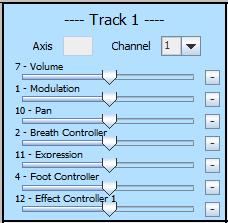 ---- Track 1 ----
Axis Channel 1
7 - Volume
-
1 - Modulation
-
10 - Pan
-
2 - Breath Controller
-
11 - Expression
-
4 - Foot Controller
-
12 - Effect Controller 1
-